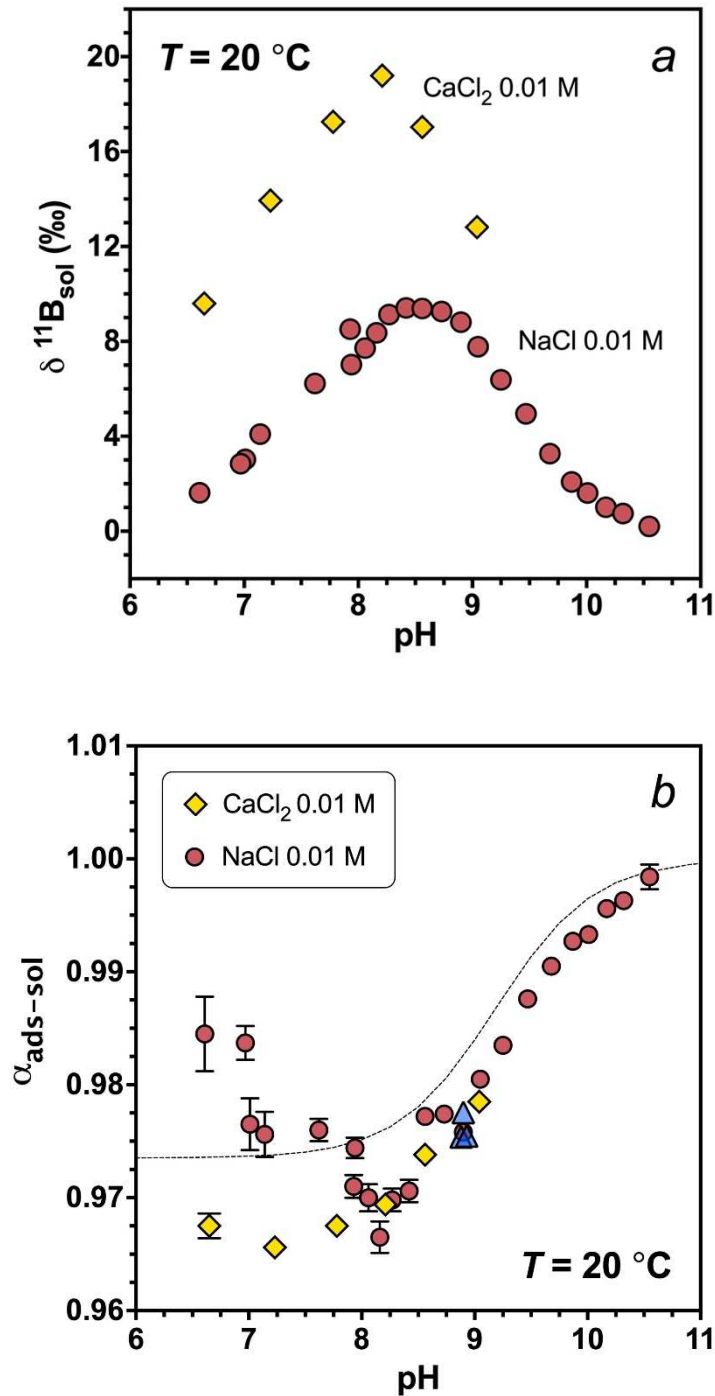 T = 20 °C
a
CaCl2 0.01 M
NaCl 0.01 M
δ 11Bsol (‰)
20
16
12
8
4
0
6 7 8 9 10 11
pH
b
CaCl2 0.01 M
NaCl 0.01 M
αads−sol
1.01
1.00
0.99
0.98
0.97
0.96
T = 20 °C
6 7 8 9 10 11
pH